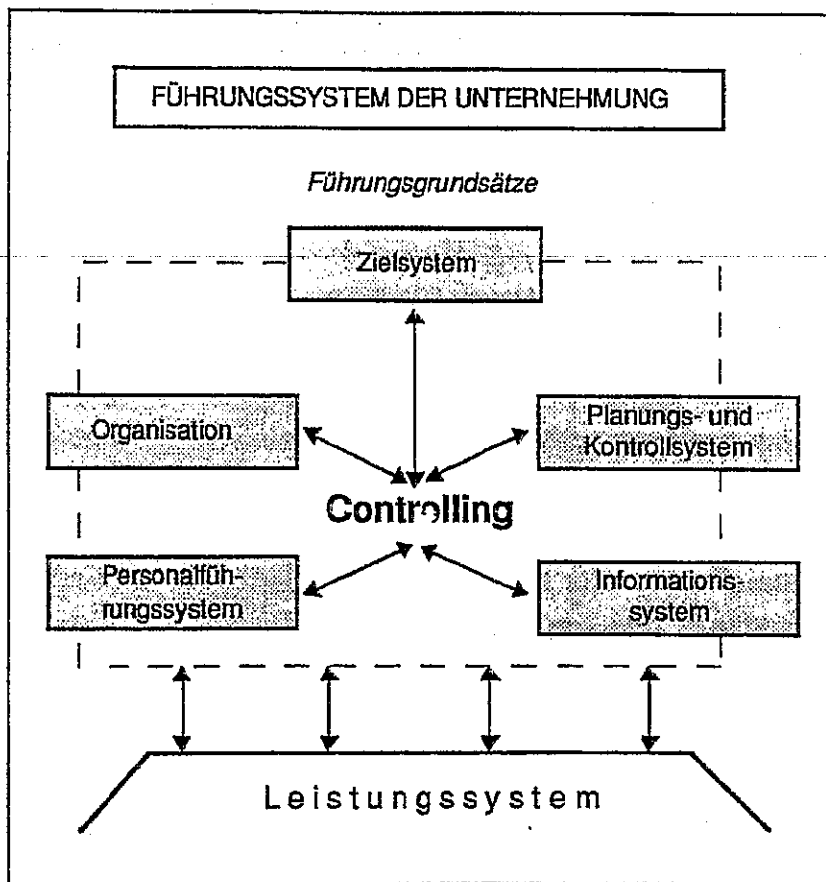 FÜHRUNGSSYSTEM DER UNTERNEHMUNG
Führungsgrundsätze
Zielsystem
Organisation
Planungs- und
Kontrollsystem
Controlling
Personalfüh-
rungssystem
Informations-
system
Leistungssystem